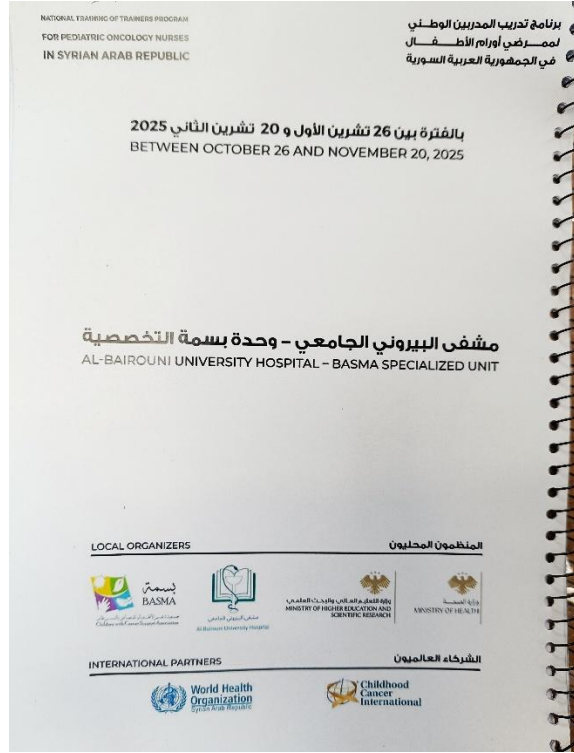 NATIONAL TRAINING OF TRAINERS PROGRAM
FOR PEDIATRIC ONCOLOGY NURSES
IN SYRIAN ARAB REPUBLIC
برنامج تدريب المدربين الوطني
لممرضي أورام الأطفال
في الجمهورية العربية السورية
بالفترة بين 26 تشرين الأول و 20 تشرين الثاني 2025
BETWEEN OCTOBER 26 AND NOVEMBER 20, 2025
مشفى البيروني الجامعي – وحدة بسمة التخصصية
AL-BAIROUNI UNIVERSITY HOSPITAL – BASMA SPECIALIZED UNIT
LOCAL ORGANIZERS
المنظمون المحليون
بسمة
BASMA
مشفى البيروني الجامعي
Al Bairouni University Hospital
وزارة التعليم العالي والبحث العلمي
MINISTRY OF HIGHER EDUCATION AND
SCIENTIFIC RESEARCH
وزارة الصحة
MINISTRY OF HEALTH
INTERNATIONAL PARTNERS
الشركاء العالميون
World Health
Organization
Syrian Arab Republic
Childhood
Cancer
International